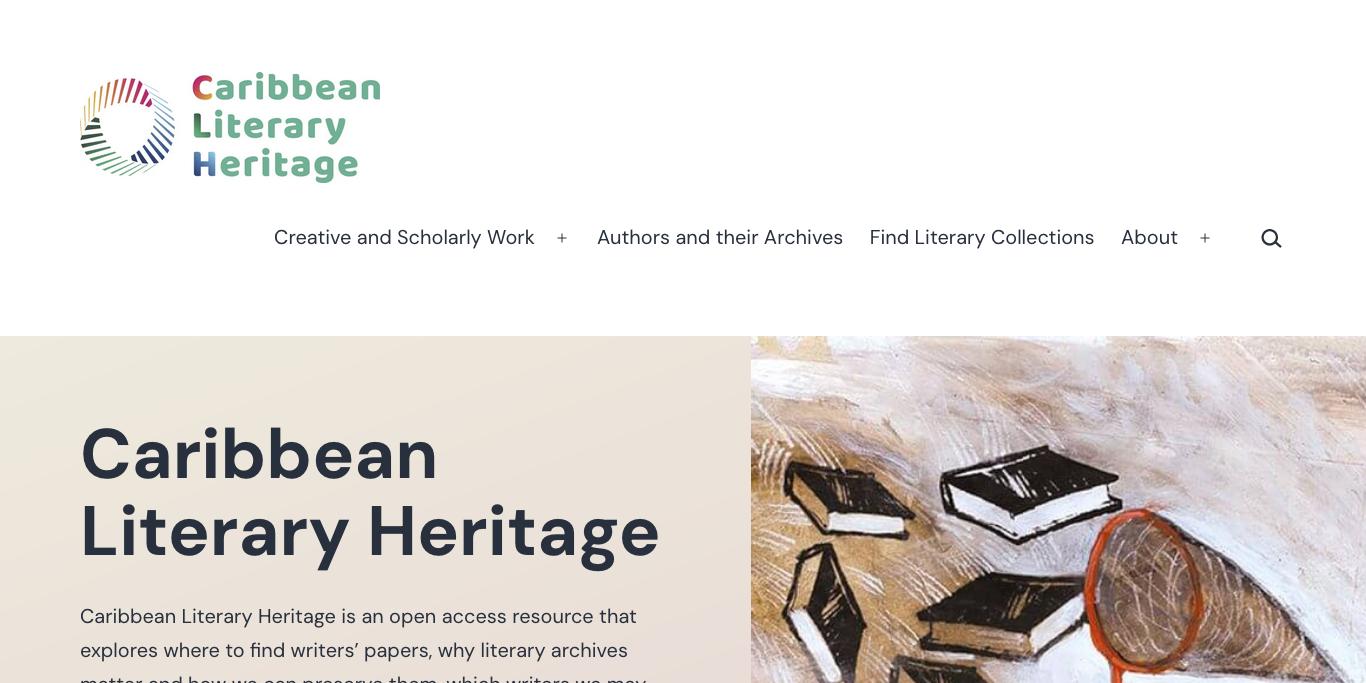 Caribbean
Literary
Heritage
Creative and Scholarly Work +
Authors and their Archives
Find Literary Collections
About +
Caribbean
Literary Heritage
Caribbean Literary Heritage is an open access resource that
explores where to find writers’ papers, why literary archives
matter and how we can preserve them, which writers we may